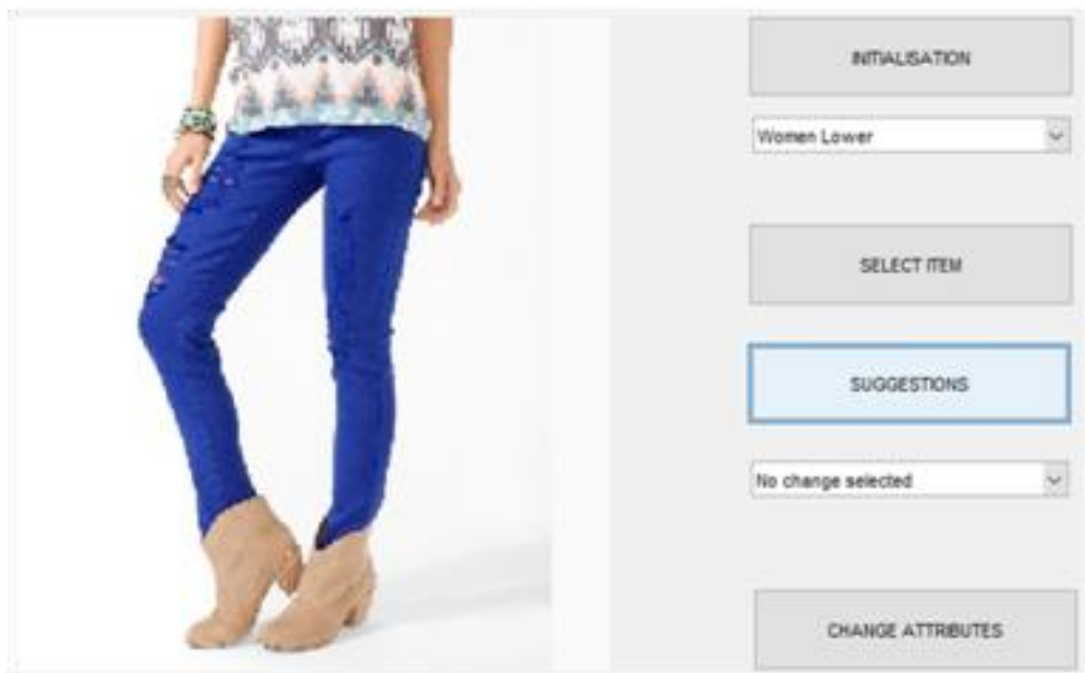 INITIALISATION
Women Lower
SELECT ITEM
SUGGESTIONS
No change selected
CHANGE ATTRIBUTES